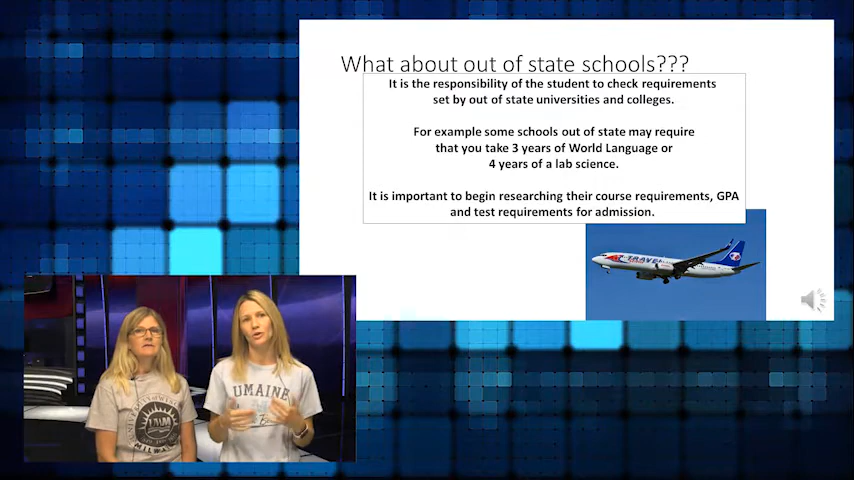 What about out of state schools???
It is the responsibility of the student to check requirements
set by out of state universities and colleges.
For example some schools out of state may require
that you take 3 years of World Language or
4 years of a lab science.
It is important to begin researching their course requirements, GPA
and test requirements for admission.
TRAVEL
UMAINE
UWM